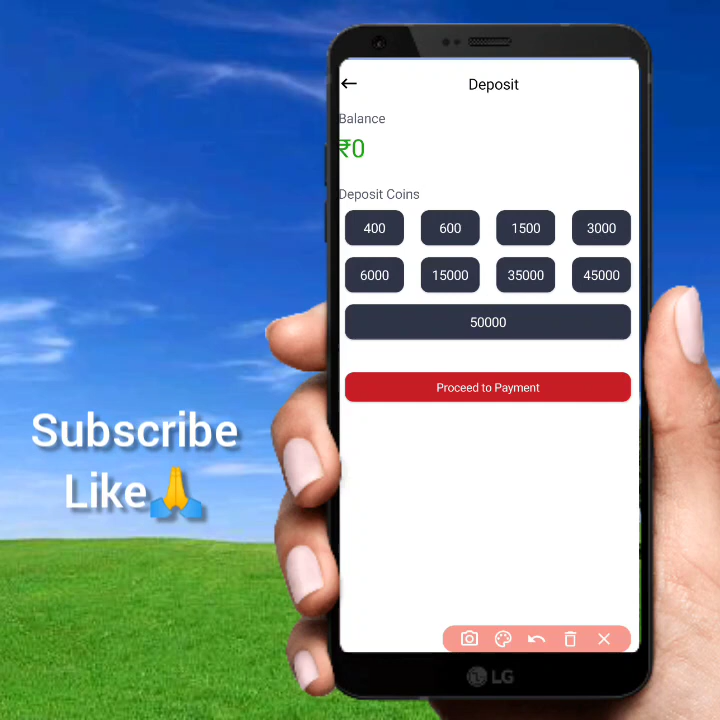 Deposit
Balance
₹0
Deposit Coins
400 600 1500 3000
6000 15000 35000 45000
50000
Proceed to Payment
Subscribe
Like🙏
LG